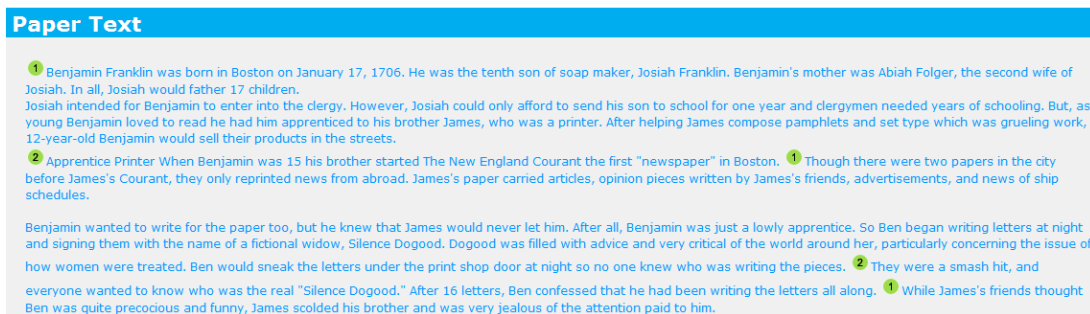 Paper Text
1 Benjamin Franklin was born in Boston on January 17, 1706. He was the tenth son of soap maker, Josiah Franklin. Benjamin's mother was Abiah Folger, the second wife of
Josiah. In all, Josiah would father 17 children.
Josiah intended for Benjamin to enter into the clergy. However, Josiah could only afford to send his son to school for one year and clergymen needed years of schooling. But, as
young Benjamin loved to read he had him apprenticed to his brother James, who was a printer. After helping James compose pamphlets and set type which was grueling work,
12-year-old Benjamin would sell their products in the streets.
2 Apprentice Printer When Benjamin was 15 his brother started The New England Courant the first "newspaper" in Boston. 1 Though there were two papers in the city
before James's Courant, they only reprinted news from abroad. James's paper carried articles, opinion pieces written by James's friends, advertisements, and news of ship
schedules.
Benjamin wanted to write for the paper too, but he knew that James would never let him. After all, Benjamin was just a lowly apprentice. So Ben began writing letters at night
and signing them with the name of a fictional widow, Silence Dogood. Dogood was filled with advice and very critical of the world around her, particularly concerning the issue of
how women were treated. Ben would sneak the letters under the print shop door at night so no one knew who was writing the pieces. 2 They were a smash hit, and
everyone wanted to know who was the real "Silence Dogood." After 16 letters, Ben confessed that he had been writing the letters all along. 1 While James's friends thought
Ben was quite precocious and funny, James scolded his brother and was very jealous of the attention paid to him.